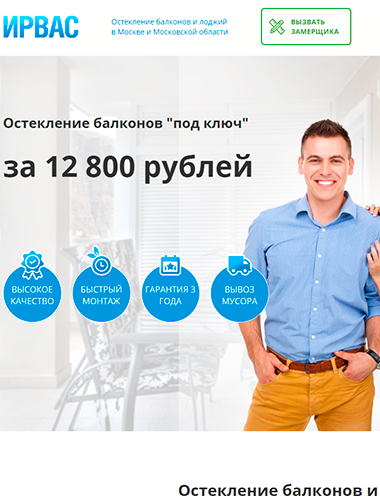 ИРВАС
Остекление балконов и лоджий
в Москве и Московской области
ВЫЗВАТЬ
ЗАМЕРЩИКА
Остекление балконов "под ключ"
за 12 800 рублей
ВЫСОКОЕ
КАЧЕСТВО
БЫСТРЫЙ
МОНТАЖ
ГАРАНТИЯ 3
ГОДА
ВЫВОЗ
МУСОРА
Остекление балконов и